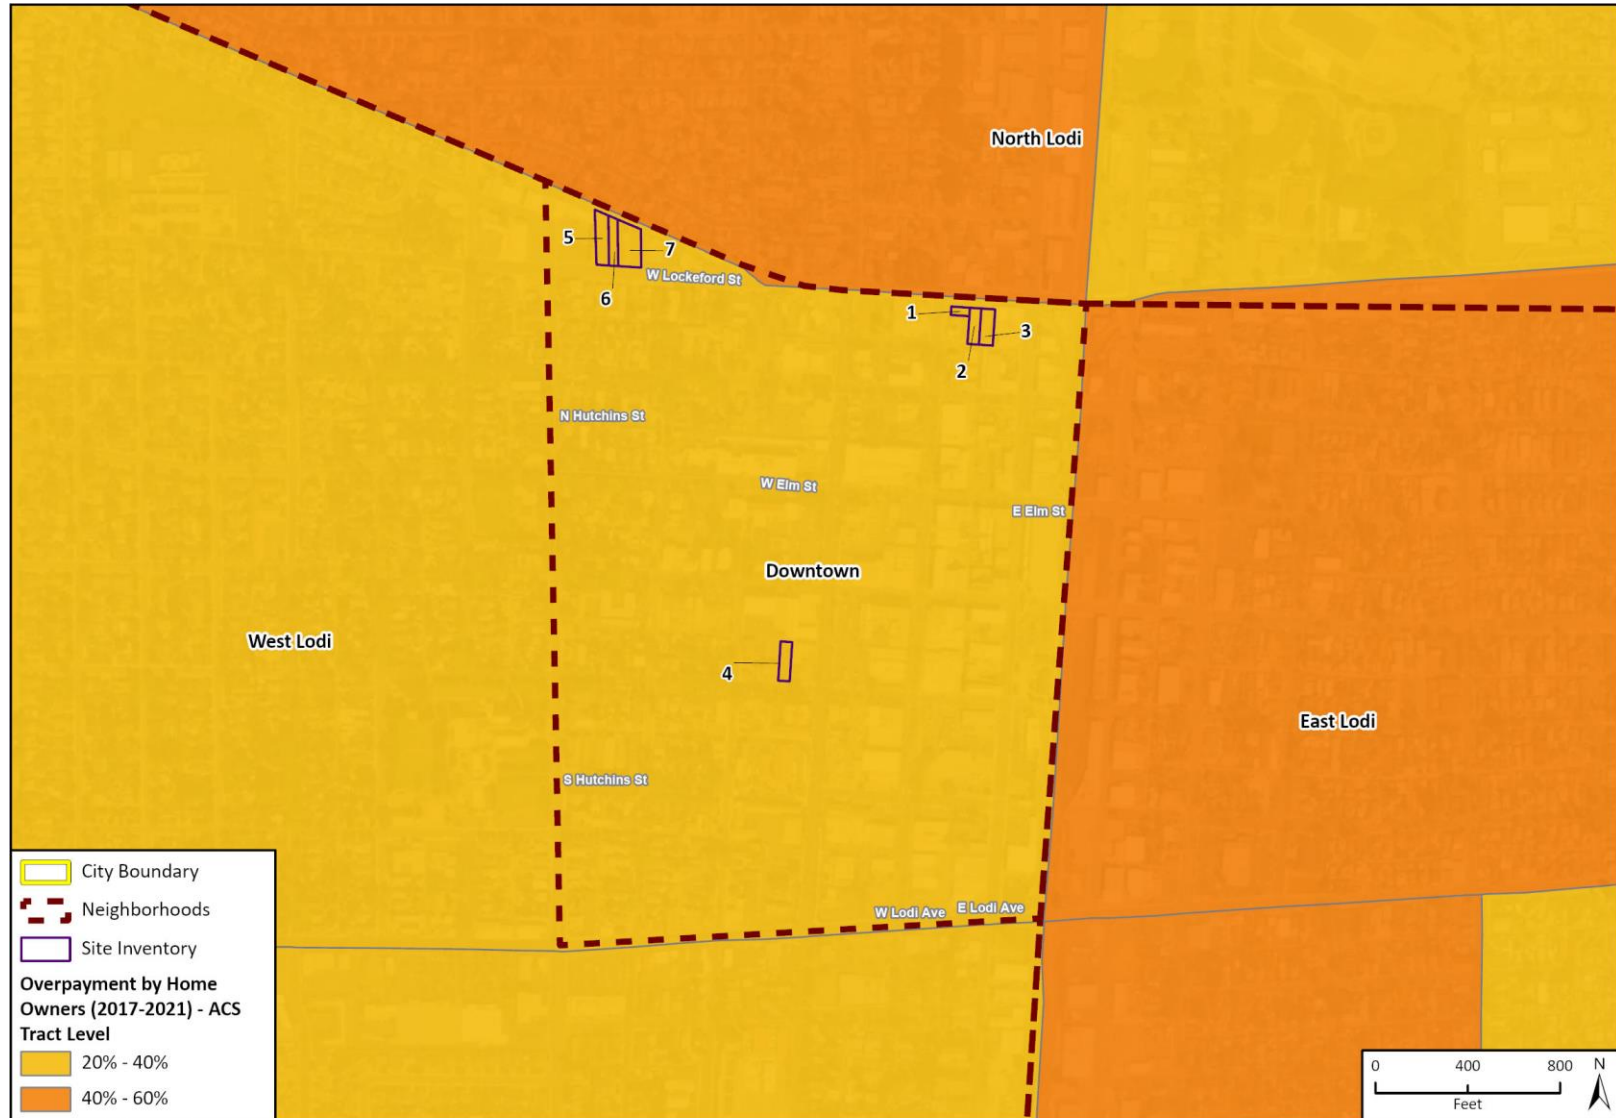 North Lodi
5
7
W Lockeford St
6
1
3
2
N Hutchins St
W Elm St
E Elm St
Downtown
West Lodi
4
East Lodi
S Hutchins St
W Lodi Ave
E Lodi Ave
City Boundary
Neighborhoods
Site Inventory
Overpayment by Home
Owners (2017-2021) - ACS
Tract Level
20% - 40%
40% - 60%
0 400 800
Feet
N